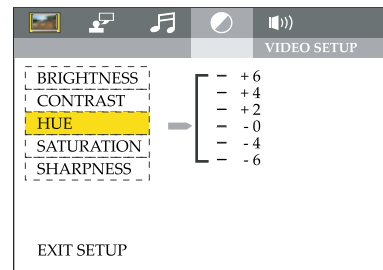 VIDEO SETUP
BRIGHTNESS
CONTRAST
HUE
SATURATION
SHARPNESS
– + 6
– + 4
– + 2
– - 0
– - 4
– - 6
EXIT SETUP